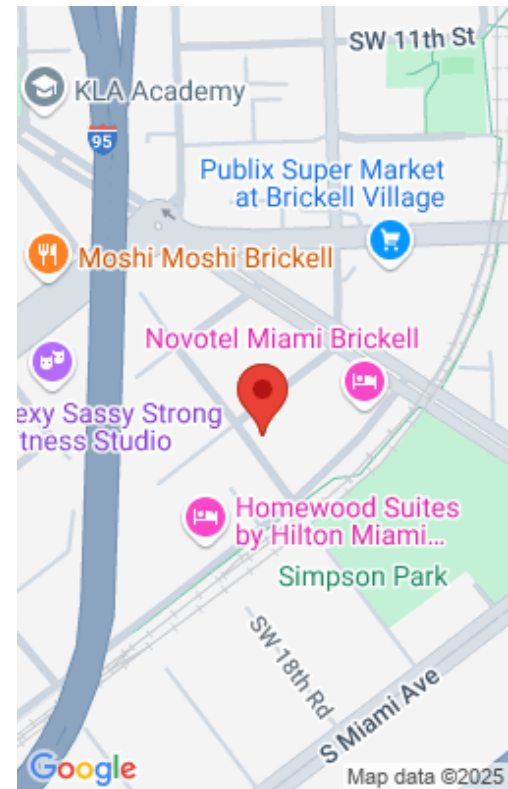 SW 11th St
KLA Academy
95
Publix Super Market
at Brickell Village
Moshi Moshi Brickell
Novotel Miami Brickell
exy Sassy Strong
tness Studio
Homewood Suites
by Hilton Miami...
Simpson Park
SW 18th Rd
S Miami Ave
Google
Map data ©2025